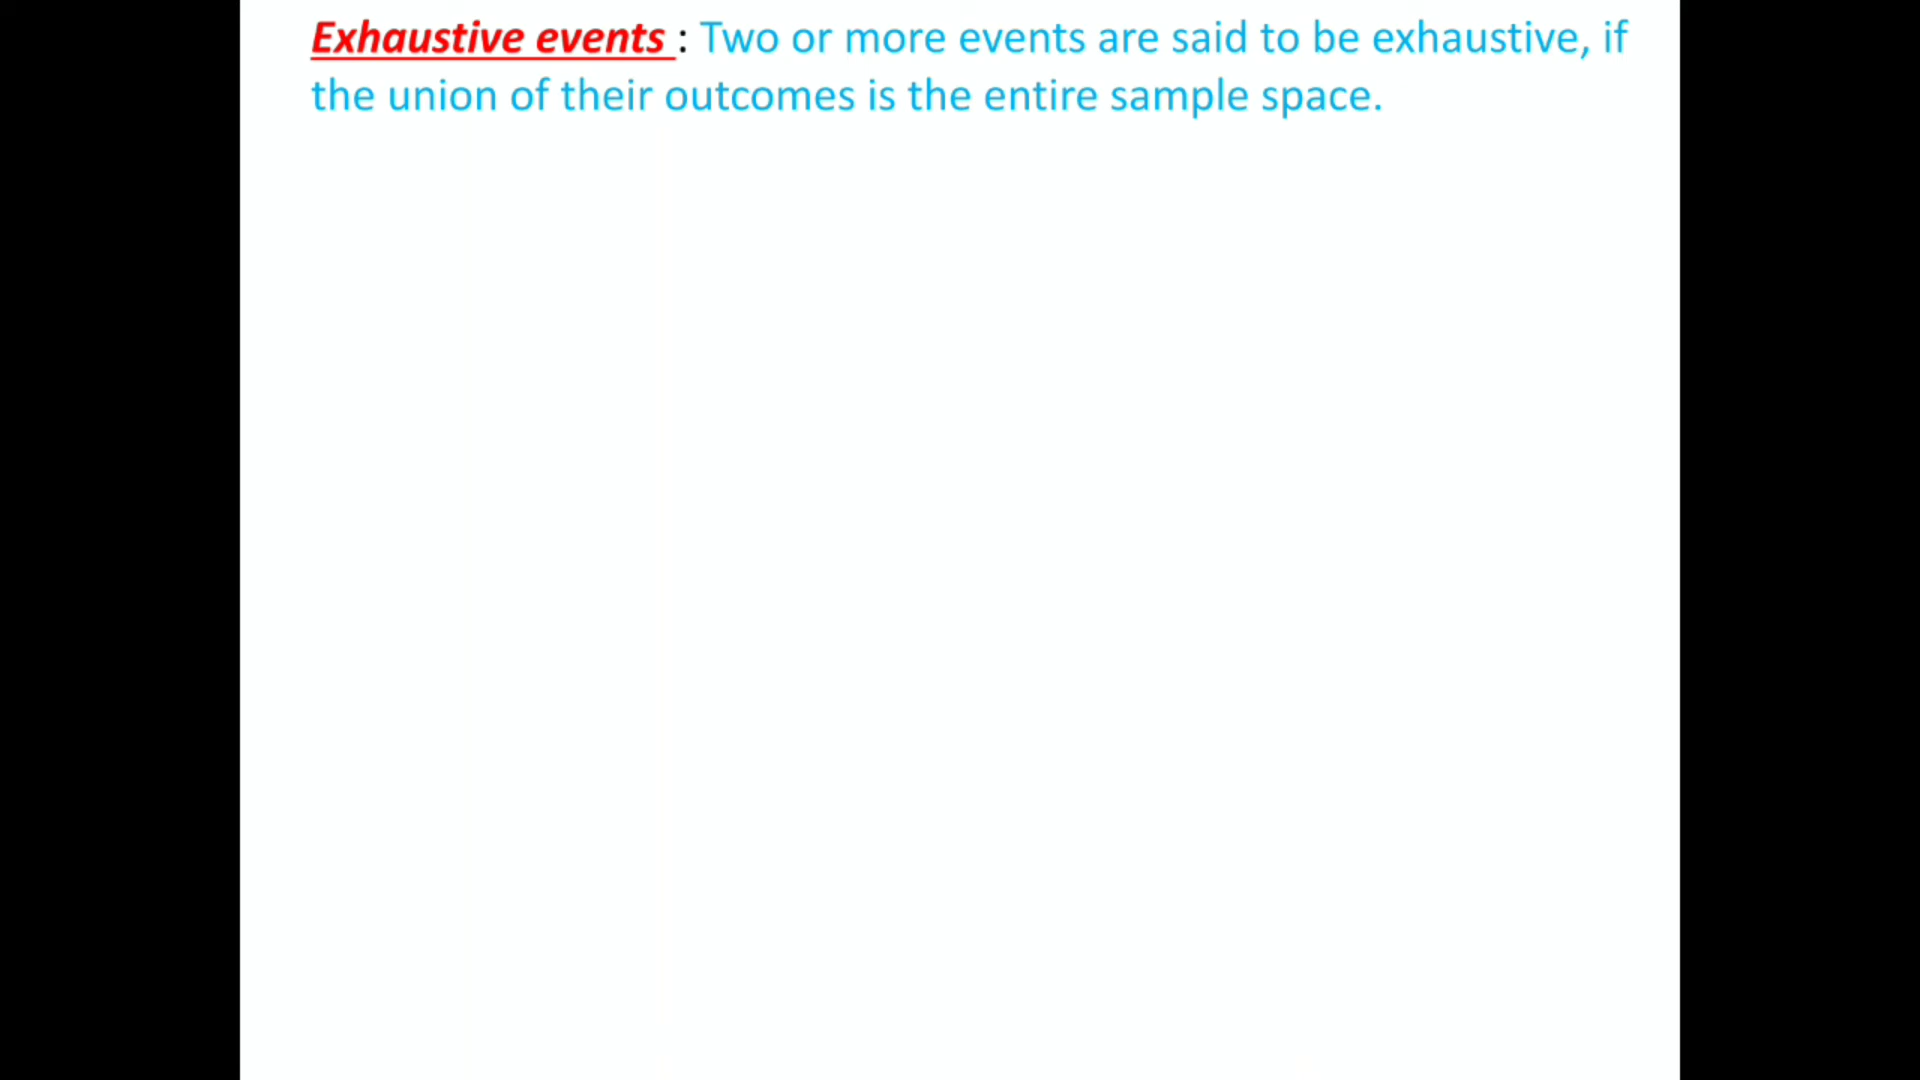 Exhaustive events : Two or more events are said to be exhaustive, if
the union of their outcomes is the entire sample space.